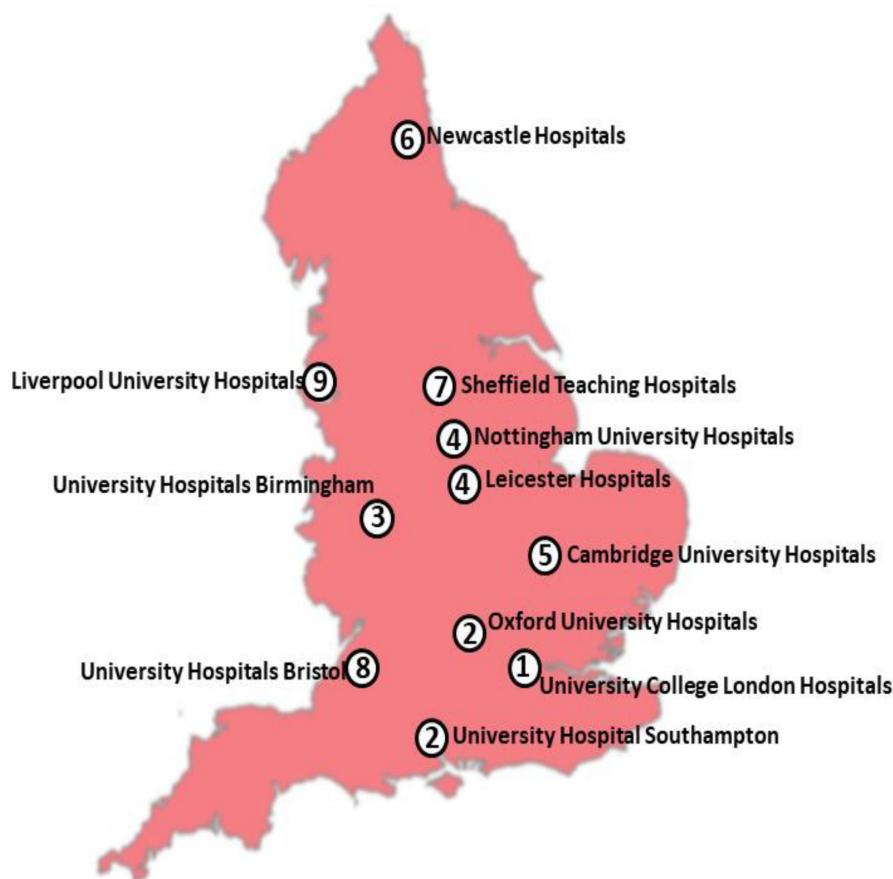 6 Newcastle Hospitals
Liverpool University Hospitals 9
7 Sheffield Teaching Hospitals
4 Nottingham University Hospitals
4 Leicester Hospitals
University Hospitals Birmingham
3
5 Cambridge University Hospitals
2 Oxford University Hospitals
University Hospitals Bristol 8
1
University College London Hospitals
2 University Hospital Southampton